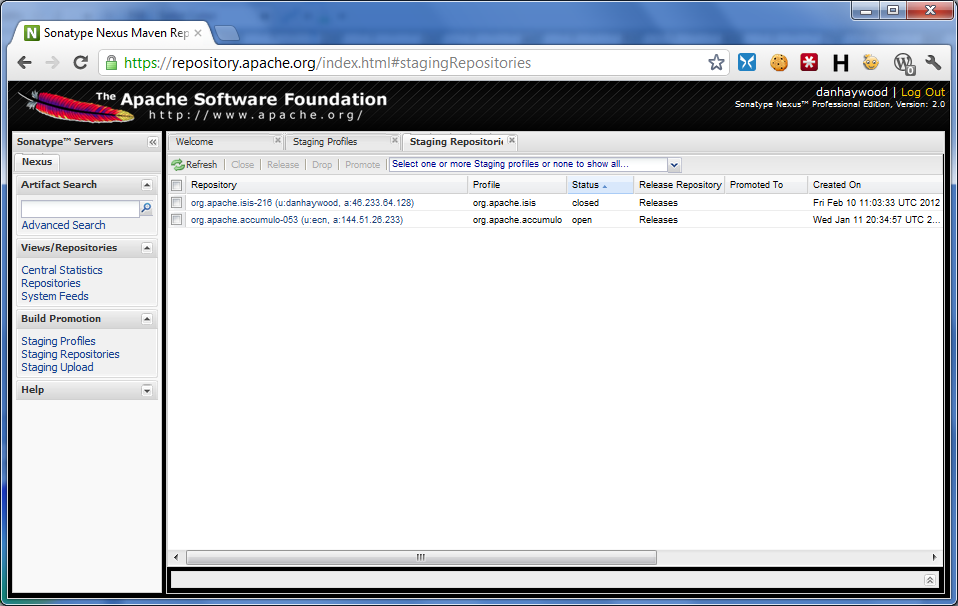 Sonatype Nexus Maven Rep
https://repository.apache.org/index.html#stagingRepositories
The Apache Software Foundation
http://www.apache.org/
danhaywood | Log Out
Sonatype Nexus™ Professional Edition, Version: 2.0
Sonatype™ Servers
Nexus
Artifact Search
Advanced Search
Views/Repositories
Central Statistics
Repositories
System Feeds
Build Promotion
Staging Profiles
Staging Repositories
Staging Upload
Help
Welcome Staging Profiles Staging Repositorie
Refresh Close Release Drop Promote Select one or more Staging profiles or none to show all...
Repository Profile Status Release Repository Promoted To Created On
org.apache.isis-216 (u:danhaywood, a:46.233.64.128) org.apache.isis closed Releases Fri Feb 10 11:03:33 UTC 2012
org.apache.accumulo-053 (u:ecn, a:144.51.26.233) org.apache.accumulo open Releases Wed Jan 11 20:34:57 UTC 2...